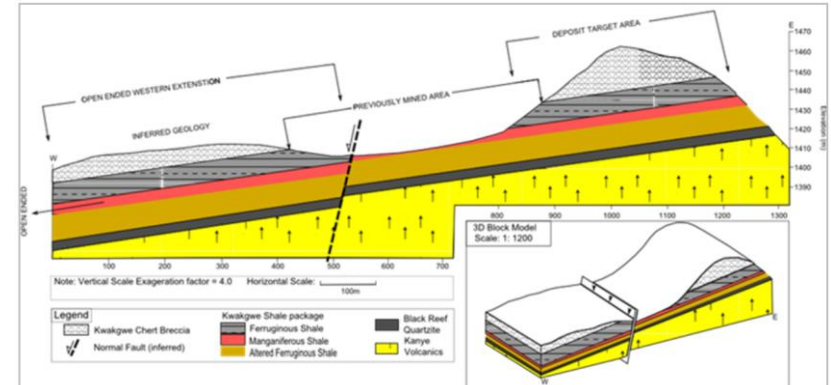 DEPOSIT TARGET AREA
E
1470
1460
1450
1440
1430
1420
1410
1400
1390
Elevation (m)
OPEN ENDED WESTERN EXTENSTION
PREVIOUSLY MINED AREA
INFERRED GEOLOGY
W
OPEN ENDED
100 200 300 400 500 600 700
800 900 1000 1100 1200 1300
Note: Vertical Scale Exageration factor = 4.0 Horizontal Scale:
100m
3D Block Model
Scale: 1: 1200
E
W
Legend
Kwakgwe Chert Breccia
Normal Fault (inferred)
Kwakgwe Shale package
Ferruginous Shale
Manganiferous Shale
Altered Ferruginous Shale
Black Reef
Quartzite
Kanye
Volcanics